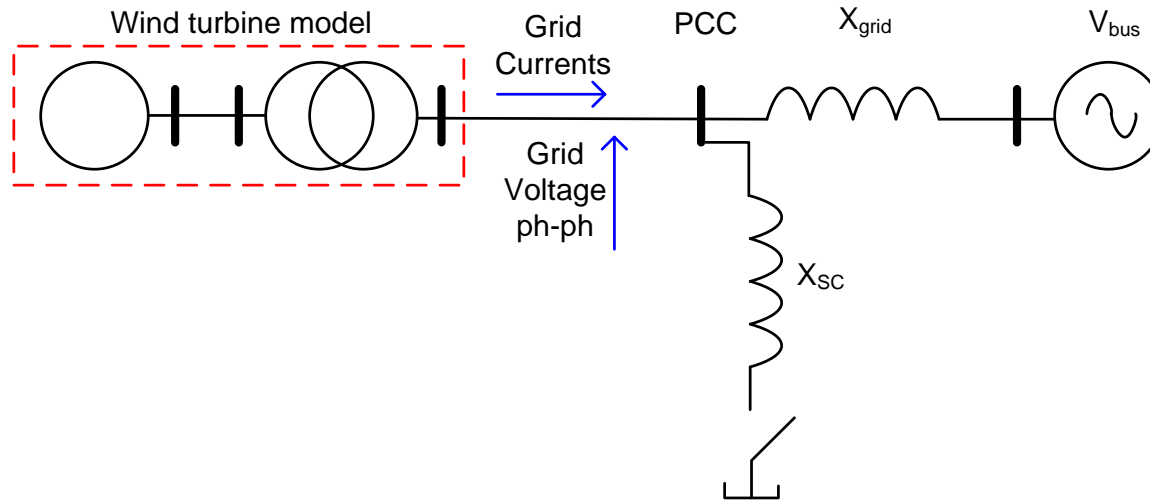 Wind turbine model
Grid
Currents
PCC
Xgrid
Vbus
Grid
Voltage
ph-ph
XSC